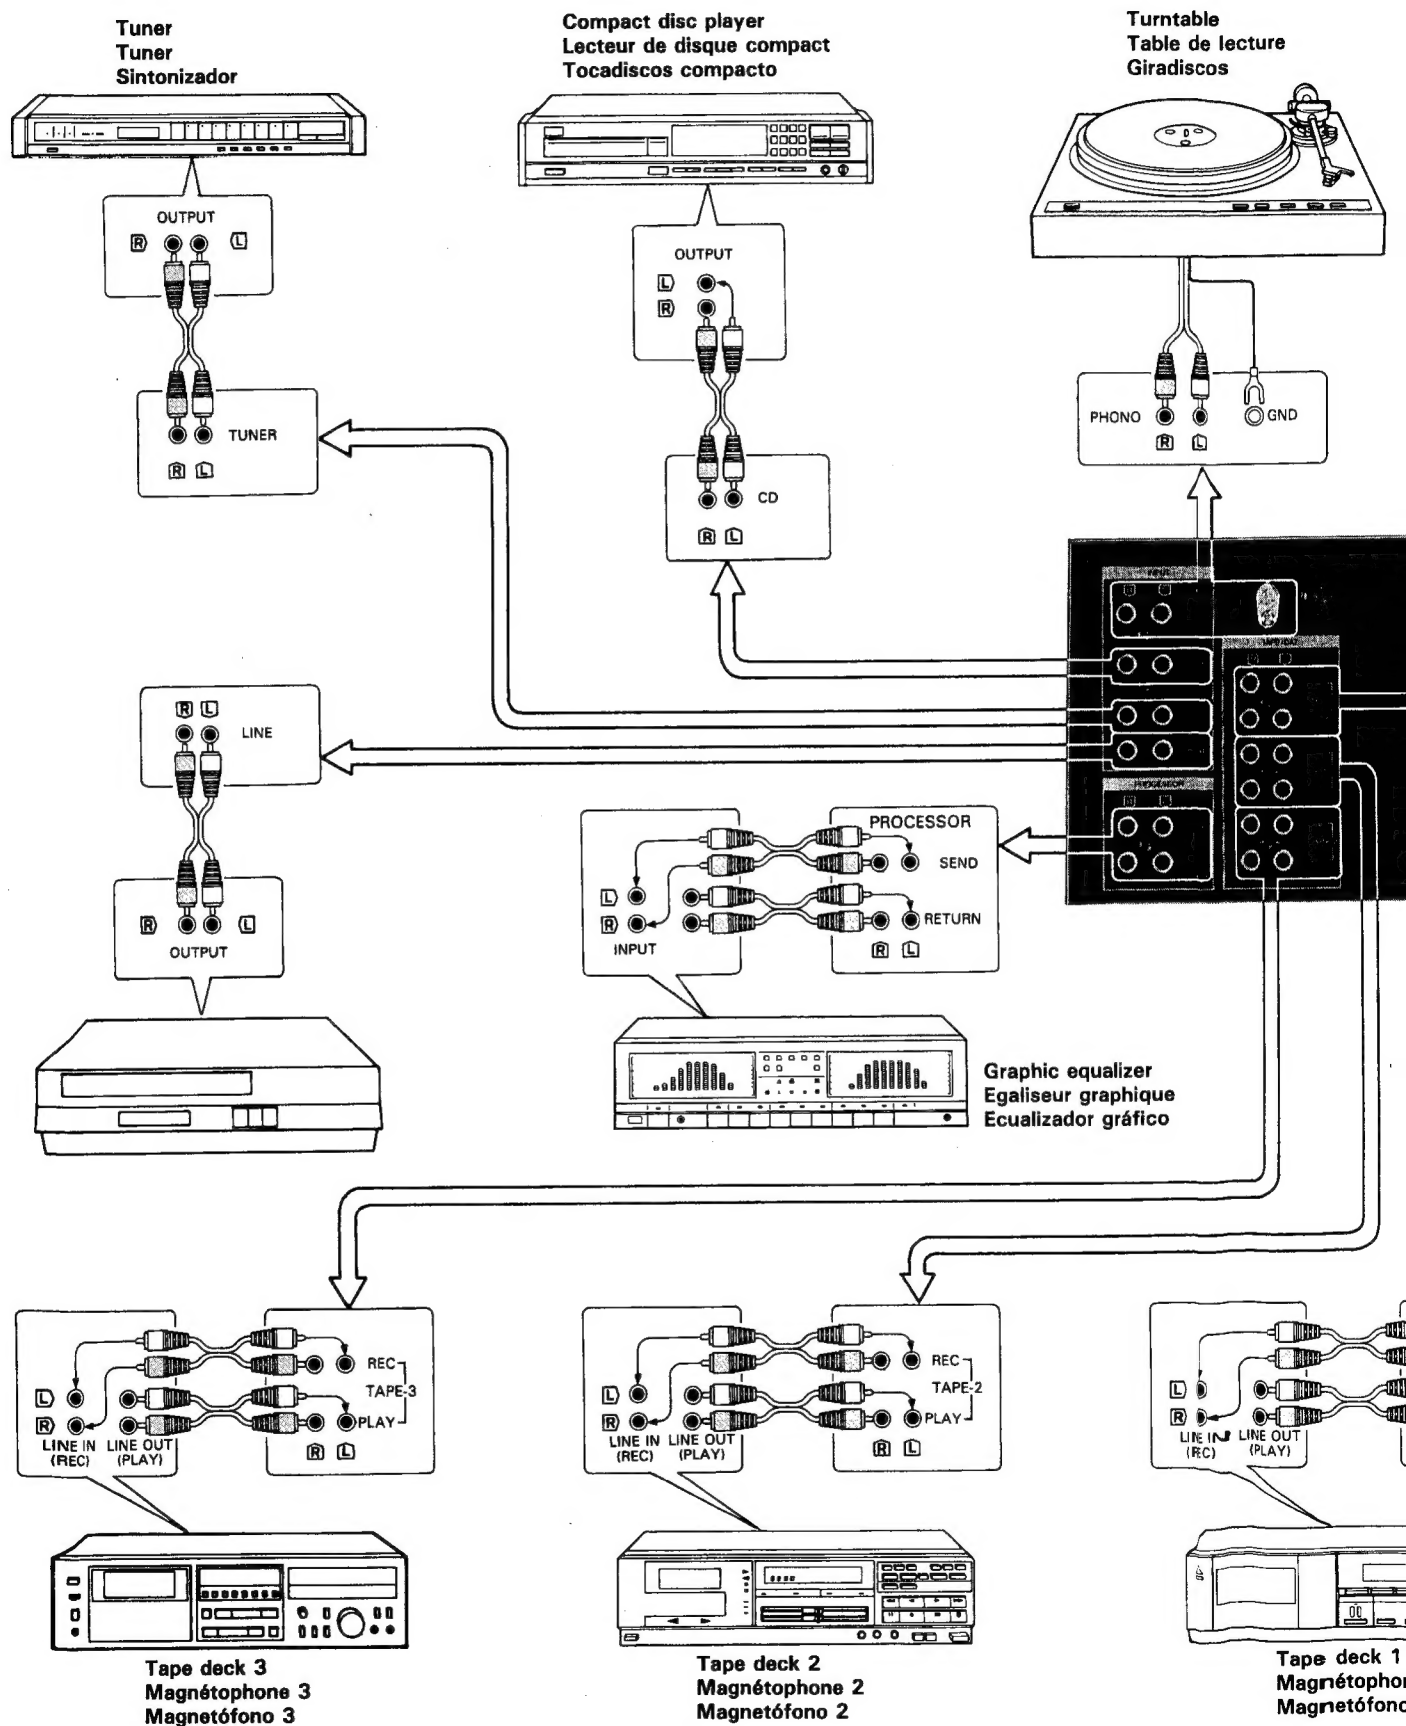 Tuner
Tuner
Sintonizador
Compact disc player
Lecteur de disque compact
Tocadiscos compacto
Turntable
Table de lecture
Giradiscos
OUTPUT
R L
TUNER
R L
OUTPUT
L
R
CD
R L
PHONO GND
R L
R L
LINE
R L
OUTPUT
PROCESSOR
SEND
RETURN
L
R
INPUT
R L
Graphic equalizer
Egaliseur graphique
Ecualizador gráfico
REC
TAPE-3
PLAY
L
R
LINE IN LINE OUT
(REC) (PLAY)
R L
REC
TAPE-2
PLAY
L
R
LINE IN LINE OUT
(REC) (PLAY)
R L
L
R
LINE IN LINE OUT
(REC) (PLAY)
Tape deck 3
Magnétophone 3
Magnetófono 3
Tape deck 2
Magnétophone 2
Magnetófono 2
Tape deck 1